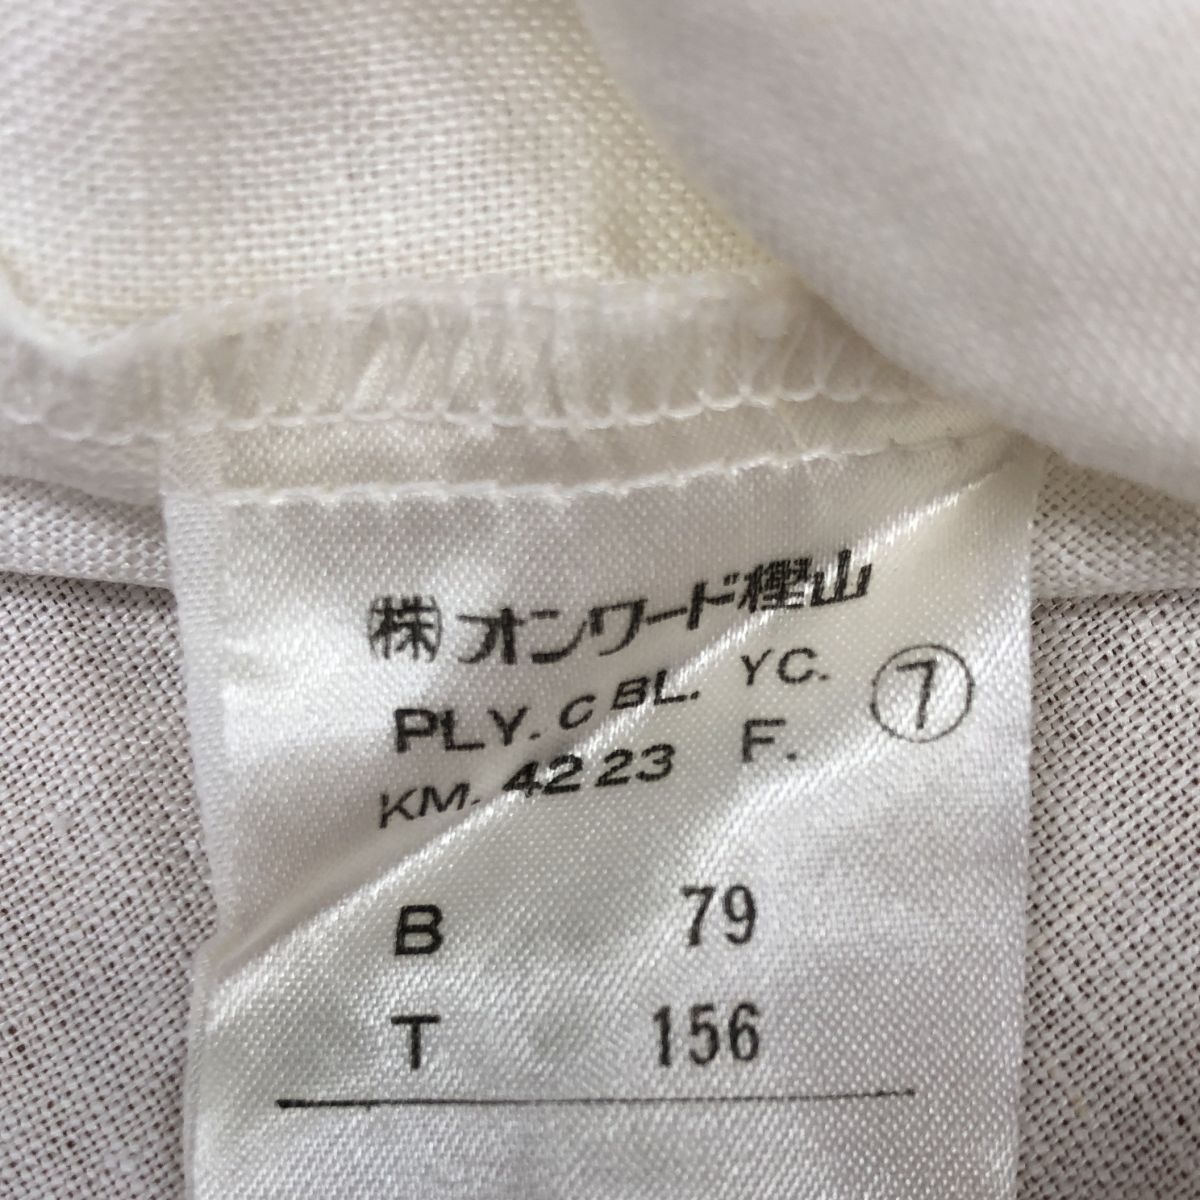 ㈱オンワード樫山
PLY. C BL. YC. ⑦
KM. 42 23 F.
B 79
T 156